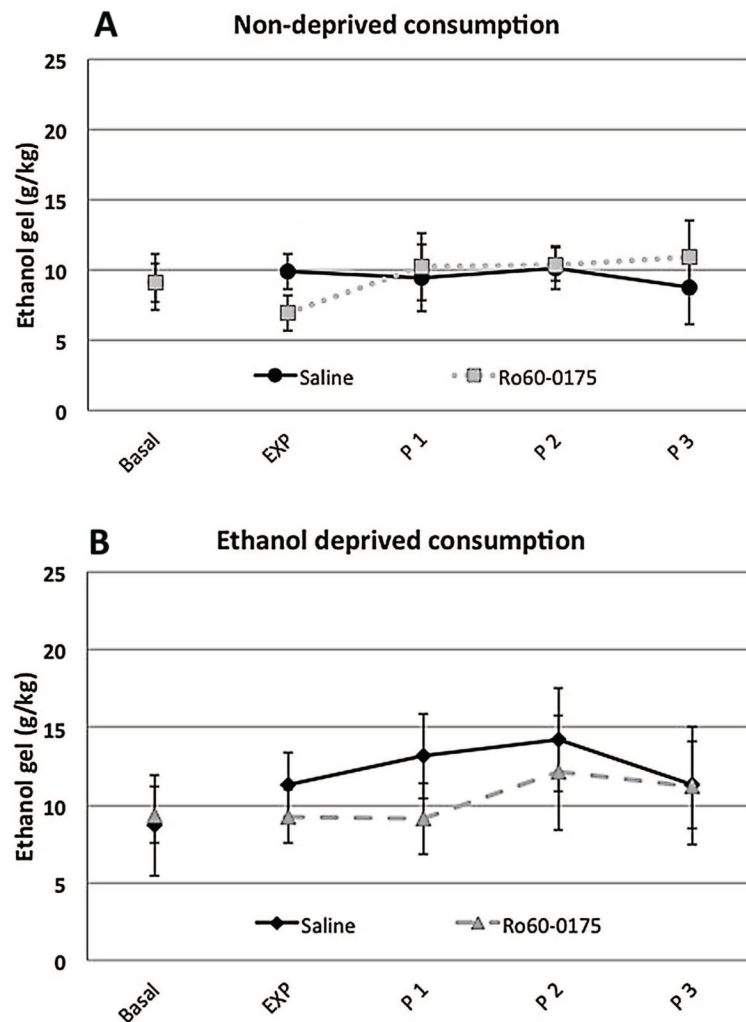 A Non-deprived consumption
Ethanol gel (g/kg)
25
20
15
10
5
0
Saline Ro60-0175
Basal EXP P 1 P 2 P 3
B Ethanol deprived consumption
Ethanol gel (g/kg)
25
20
15
10
5
0
Saline Ro60-0175
Basal EXP P 1 P 2 P 3